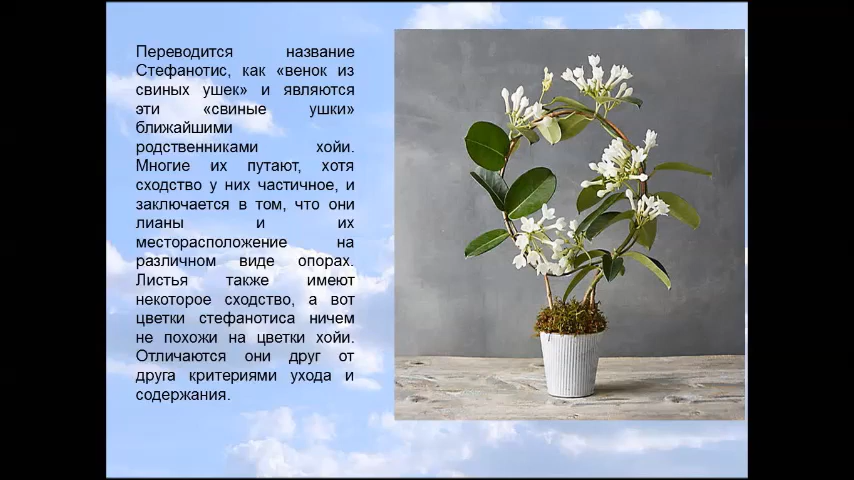 Переводится название
Стефанотис, как «венок из
свиных ушек» и являются
эти «свиные ушки»
ближайшими
родственниками хойи.
Многие их путают, хотя
сходство у них частичное, и
заключается в том, что они
лианы и их
месторасположение на
различном виде опорах.
Листья также имеют
некоторое сходство, а вот
цветки стефанотиса ничем
не похожи на цветки хойи.
Отличаются они друг от
друга критериями ухода и
содержания.